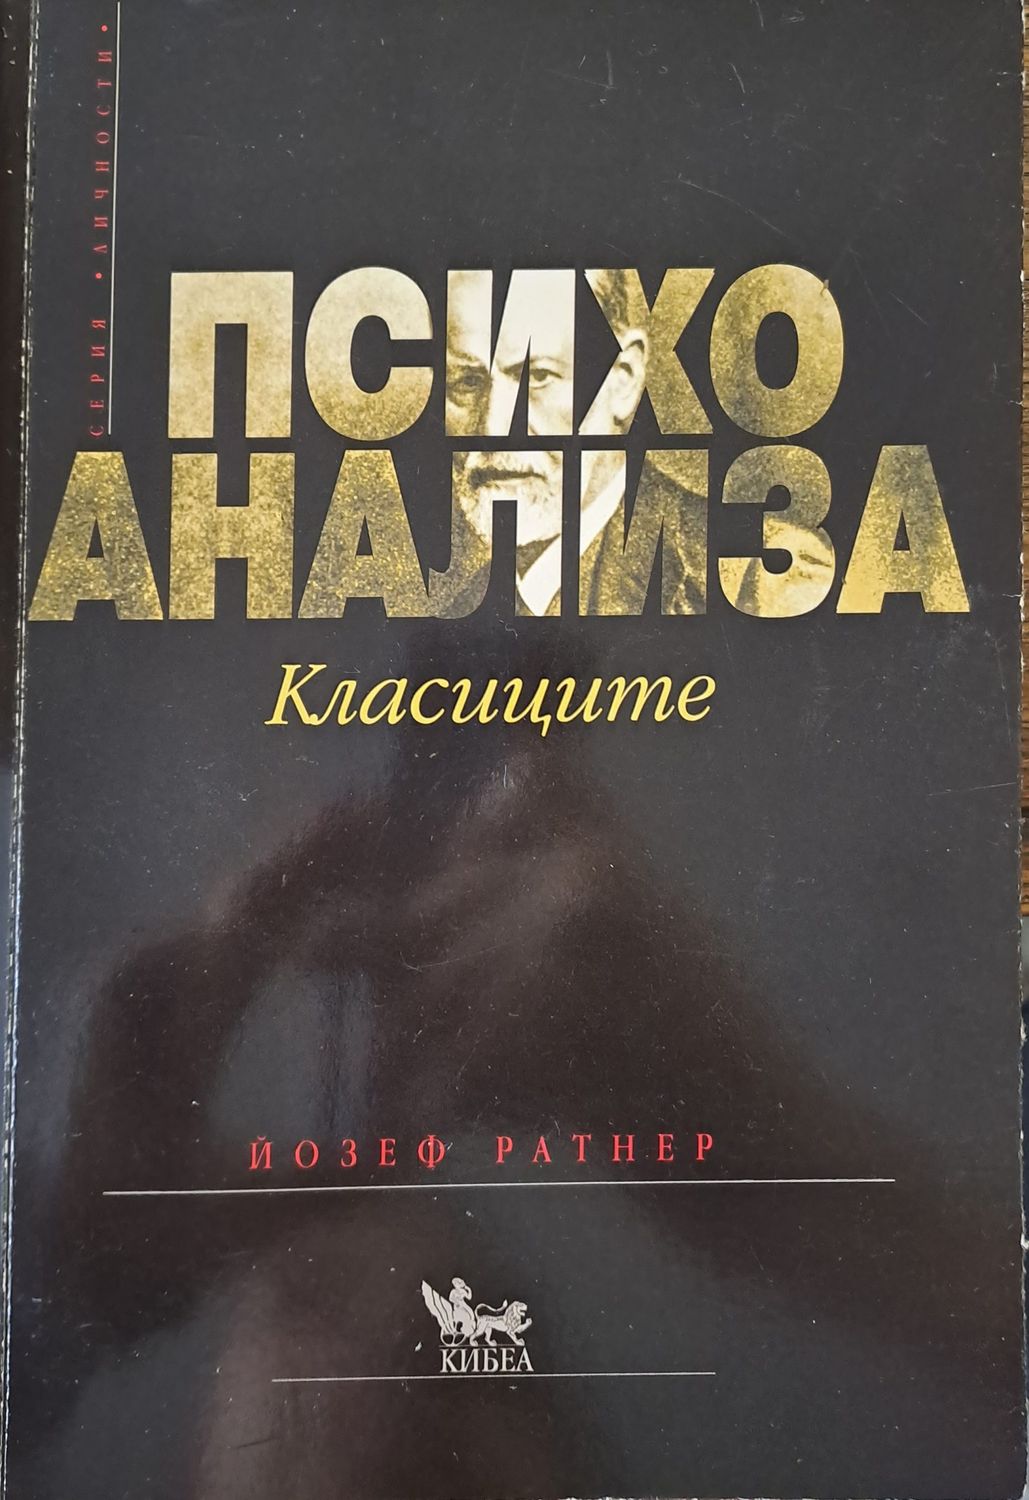 СЕРИЯ • ЛИЧНОСТИ •
ПСИХО
АНАЛИЗА
Класиците
ЙОЗЕФ РАТНЕР
КИБЕА